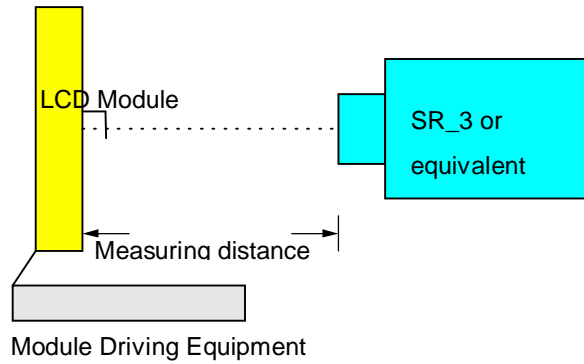 LCD Module
SR_3 or
equivalent
Measuring distance
Module Driving Equipment